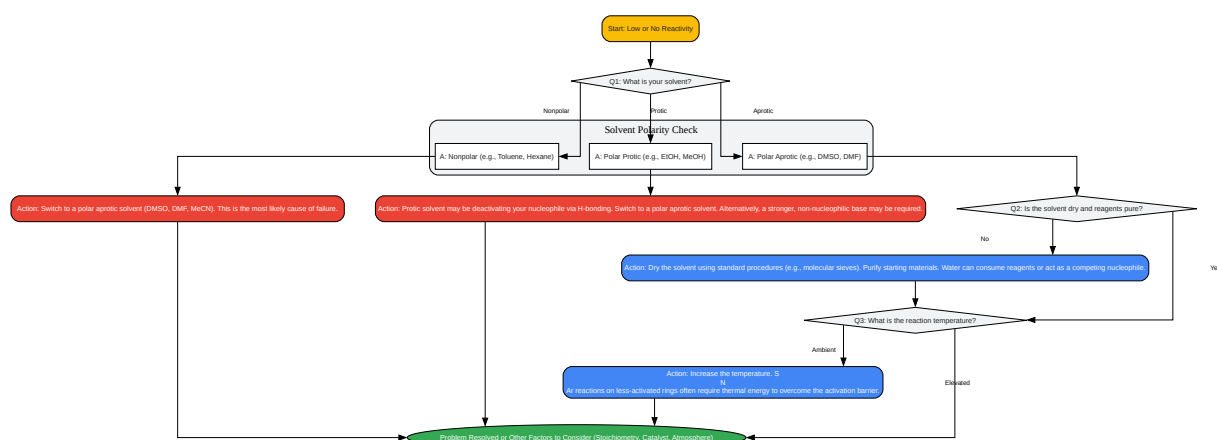 Start: Low or No Reactivity
Q1: What is your solvent?
Nonpolar
Protic
Aprotic
Solvent Polarity Check
A: Nonpolar (e.g., Toluene, Hexane)
A: Polar Protic (e.g., EtOH, MeOH)
A: Polar Aprotic (e.g., DMSO, DMF)
Action: Switch to a polar aprotic solvent (DMSO, DMF, MeCN). This is the most likely cause of failure.
Action: Protic solvent may be deactivating your nucleophile via H-bonding. Switch to a polar aprotic solvent. Alternatively, a stronger, non-nucleophilic base may be required.
Q2: Is the solvent dry and reagents pure?
No
Ye
Action: Dry the solvent using standard procedures (e.g., molecular sieves). Purify starting materials. Water can consume reagents or act as a competing nucleophile.
Q3: What is the reaction temperature?
Ambient
Action: Increase the temperature. S
N
Ar reactions on less-activated rings often require thermal energy to overcome the activation barrier.
Elevated
Problem Resolved or Other Factors to Consider (Stoichiometry, Catalyst, Atmosphere)